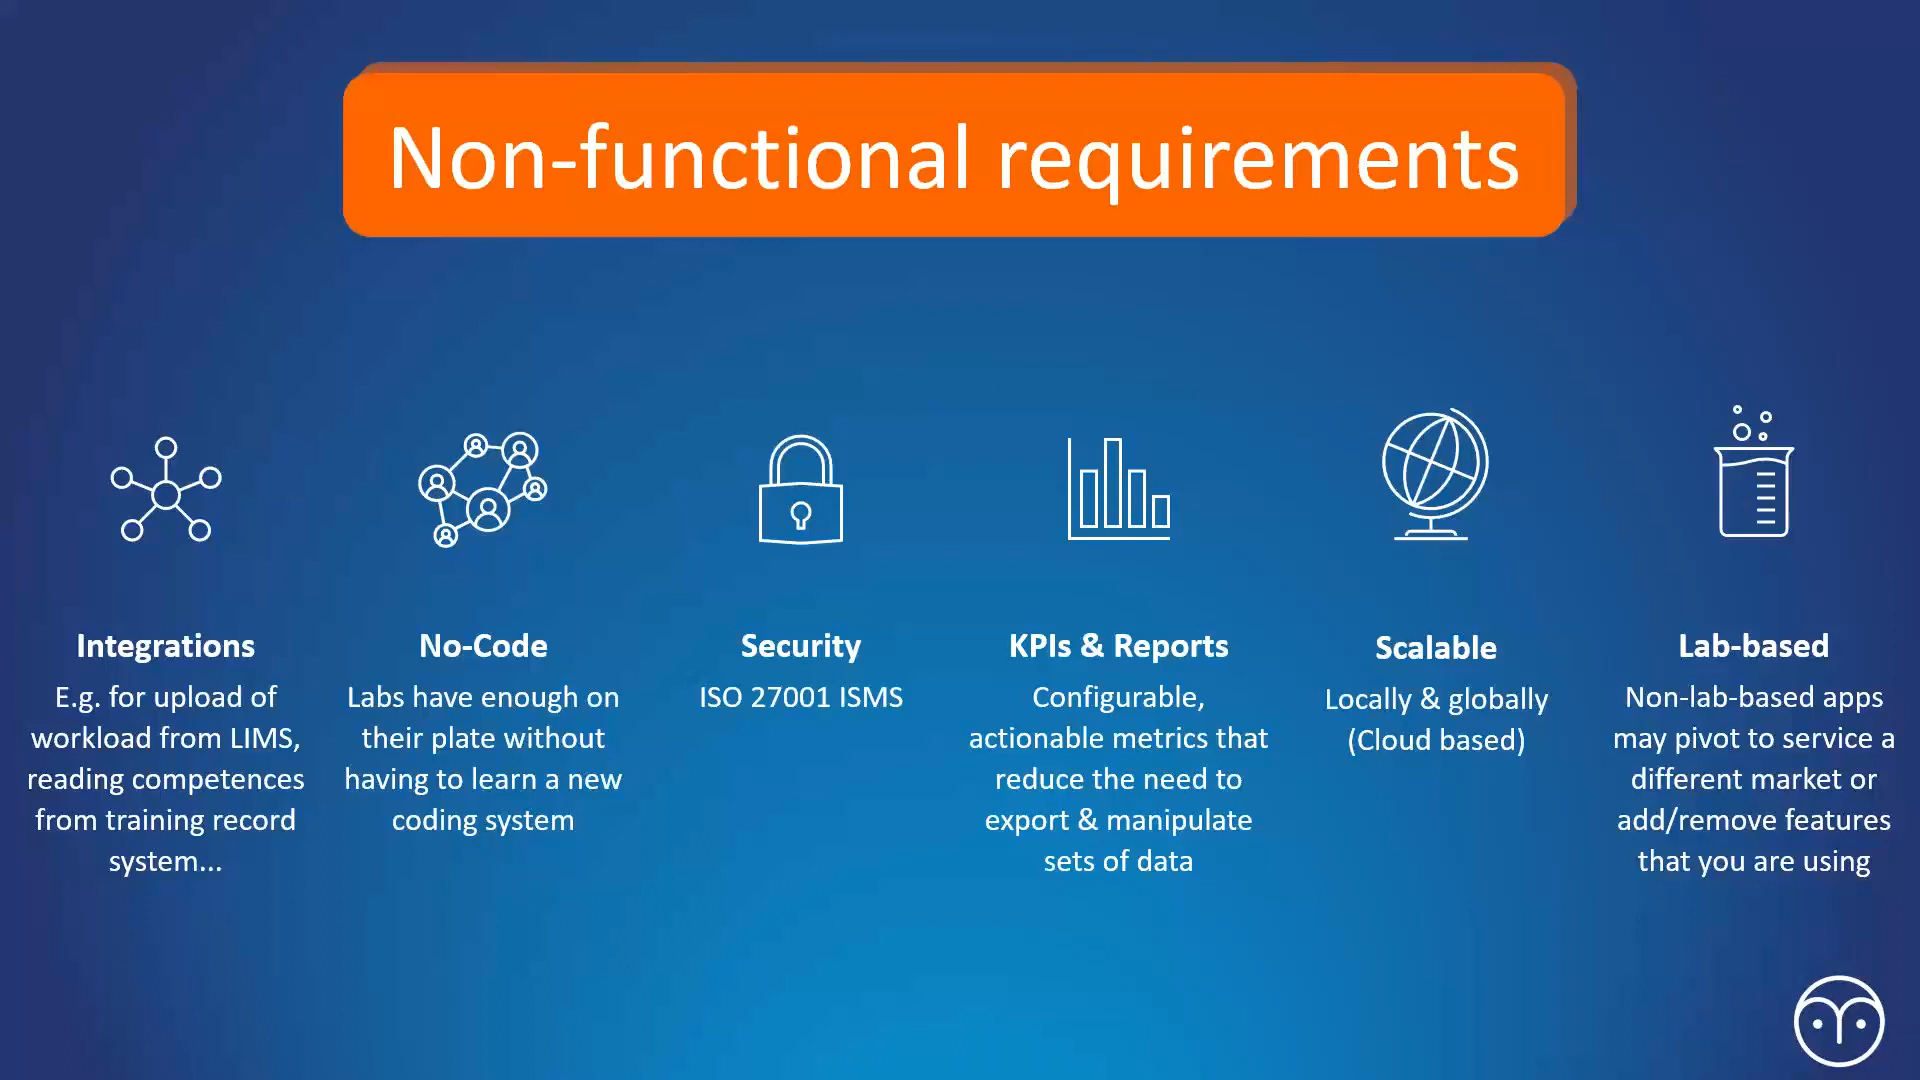 Non-functional requirements
Integrations
E.g. for upload of
workload from LIMS,
reading competences
from training record
system...
No-Code
Labs have enough on
their plate without
having to learn a new
coding system
Security
ISO 27001 ISMS
KPIs & Reports
Configurable,
actionable metrics that
reduce the need to
export & manipulate
sets of data
Scalable
Locally & globally
(Cloud based)
Lab-based
Non-lab-based apps
may pivot to service a
different market or
add/remove features
that you are using